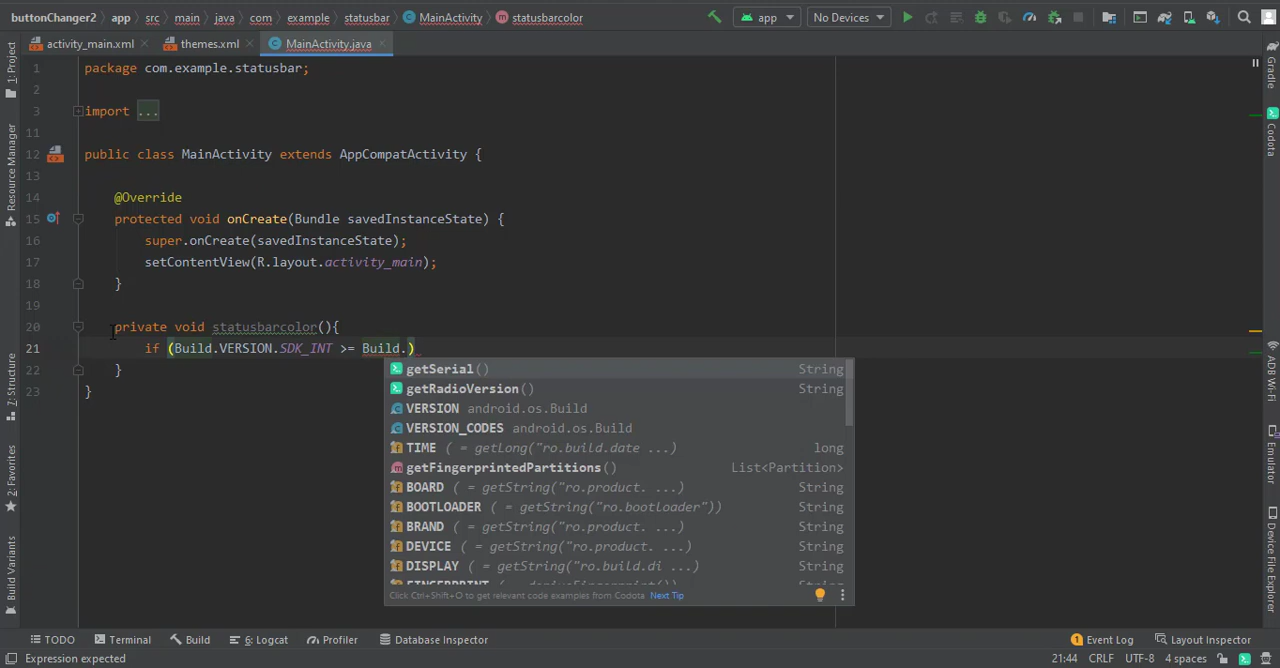 buttonChanger2 app src main java com example statusbar MainActivity statusbarcolor app No Devices
activity_main.xml themes.xml MainActivity.java
1 package com.example.statusbar;
2
3 import ...
11
12 public class MainActivity extends AppCompatActivity {
13
14 @Override
15 protected void onCreate(Bundle savedInstanceState) {
16 super.onCreate(savedInstanceState);
17 setContentView(R.layout.activity_main);
18 }
19
20 private void statusbarcolor(){
21 if (Build.VERSION.SDK_INT >= Build.)
22 }
23 }
getSerial() String
getRadioVersion() String
VERSION android.os.Build
VERSION_CODES android.os.Build
TIME ( = getLong("ro.build.date ...) long
getFingerprintedPartitions() List<Partition>
BOARD ( = getString("ro.product. ...) String
BOOTLOADER ( = getString("ro.bootloader")) String
BRAND ( = getString("ro.product. ...) String
DEVICE ( = getString("ro.product. ...) String
DISPLAY ( = getString("ro.build.di ...) String
Click Ctrl+Shift+O to get relevant code examples from Codota Next Tip
1: Project
Resource Manager
7: Structure
2: Favorites
Build Variants
Gradle
Codota
ADB Wi-Fi
Emulator
Device File Explorer
TODO Terminal Build 6: Logcat Profiler Database Inspector 1 Event Log Layout Inspector
Expression expected 21:44 CRLF UTF-8 4 spaces